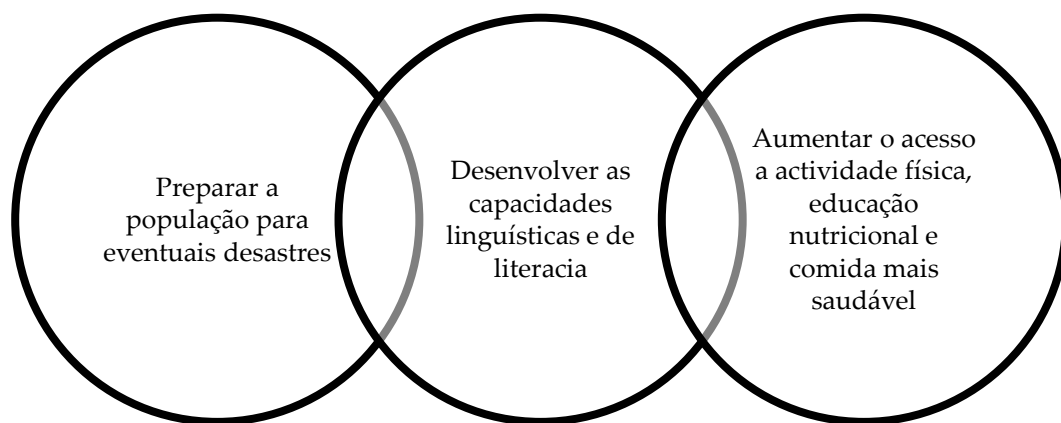 Preparar a
população para
eventuais desastres
Desenvolver as
capacidades
linguísticas e de
literacia
Aumentar o acesso
a actividade física,
educação
nutricional e
comida mais
saudável